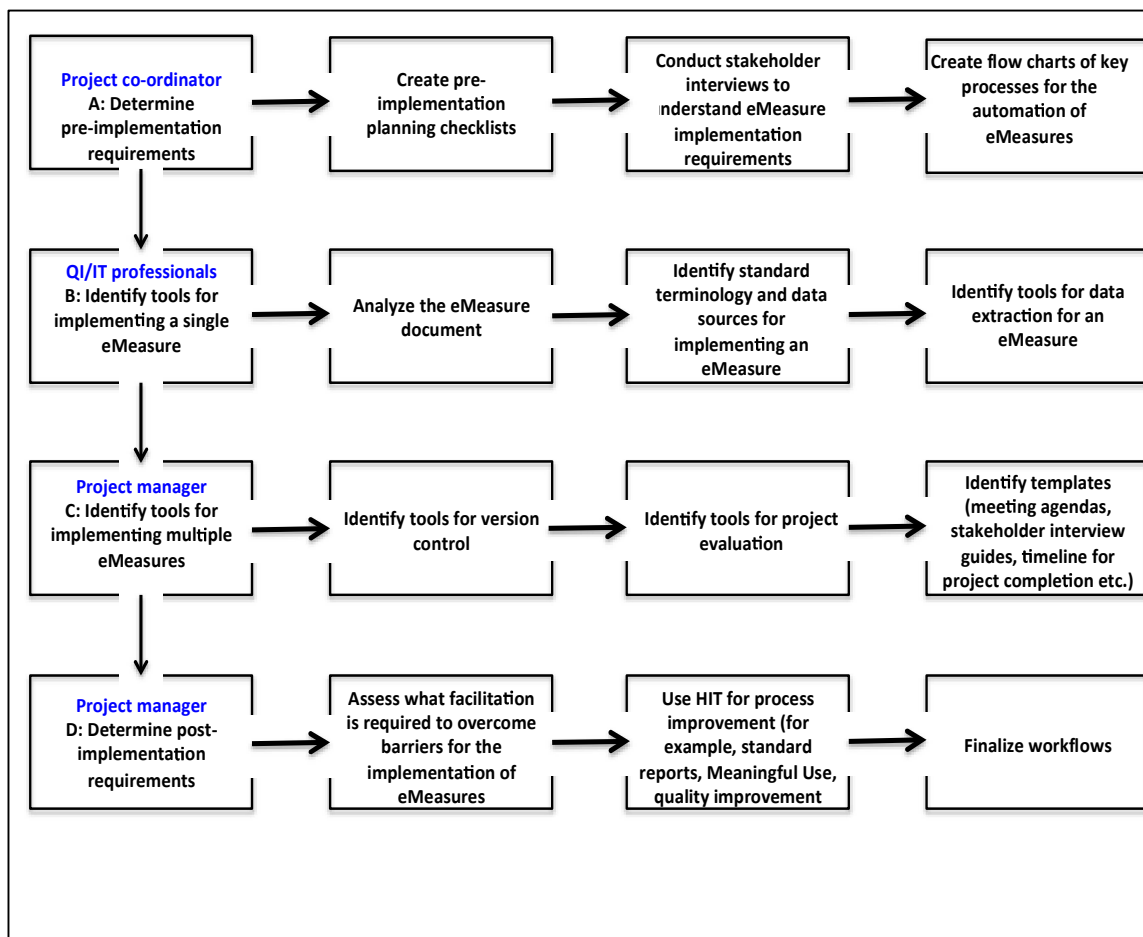 Project co-ordinator
A: Determine
pre-implementation
requirements
Create pre-
implementation
planning checklists
Conduct stakeholder
interviews to
understand eMeasure
implementation
requirements
Create flow charts of key
processes for the
automation of
eMeasures
QI/IT professionals
B: Identify tools for
implementing a single
eMeasure
Analyze the eMeasure
document
Identify standard
terminology and data
sources for
implementing an
eMeasure
Identify tools for data
extraction for an
eMeasure
Project manager
C: Identify tools for
implementing multiple
eMeasures
Identify tools for version
control
Identify tools for project
evaluation
Identify templates
(meeting agendas,
stakeholder interview
guides, timeline for
project completion etc.)
Project manager
D: Determine post-
implementation
requirements
Assess what facilitation
is required to overcome
barriers for the
implementation of
eMeasures
Use HIT for process
improvement (for
example, standard
reports, Meaningful Use,
quality improvement
Finalize workflows